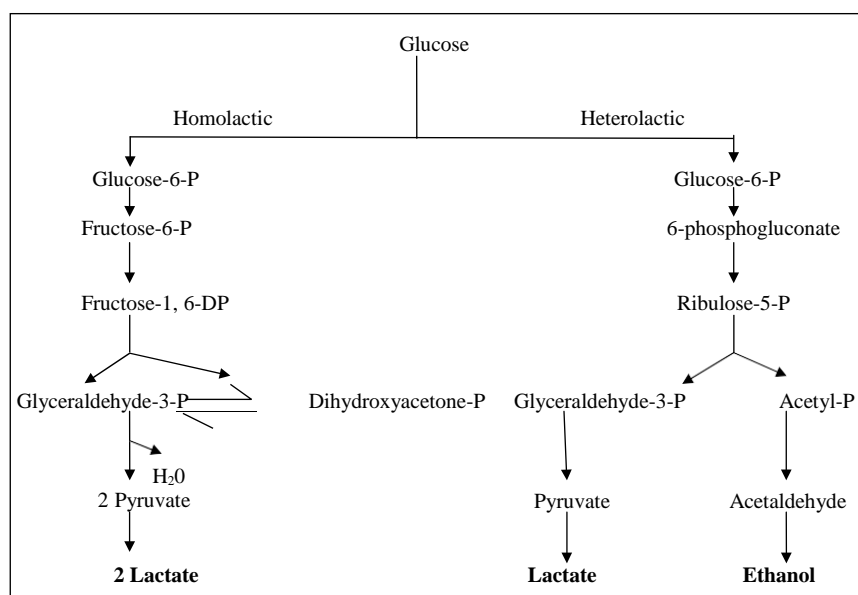 Glucose
Homolactic Heterolactic
Glucose-6-P Glucose-6-P
Fructose-6-P 6-phosphogluconate
Fructose-1, 6-DP Ribulose-5-P
Glyceraldehyde-3-P Dihydroxyacetone-P Glyceraldehyde-3-P Acetyl-P
H₂0
2 Pyruvate Pyruvate Acetaldehyde
2 Lactate Lactate Ethanol